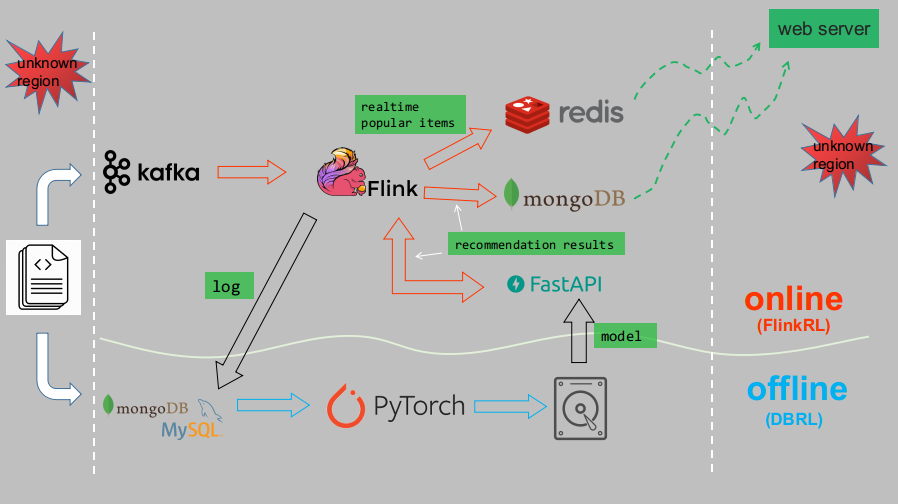 web server
unknown
region
realtime
popular items
redis
unknown
region
kafka
Flink
mongoDB
recommendation results
log
<>
FastAPI
online
(FlinkRL)
model
offline
(DBRL)
mongoDB
MySQL
PyTorch